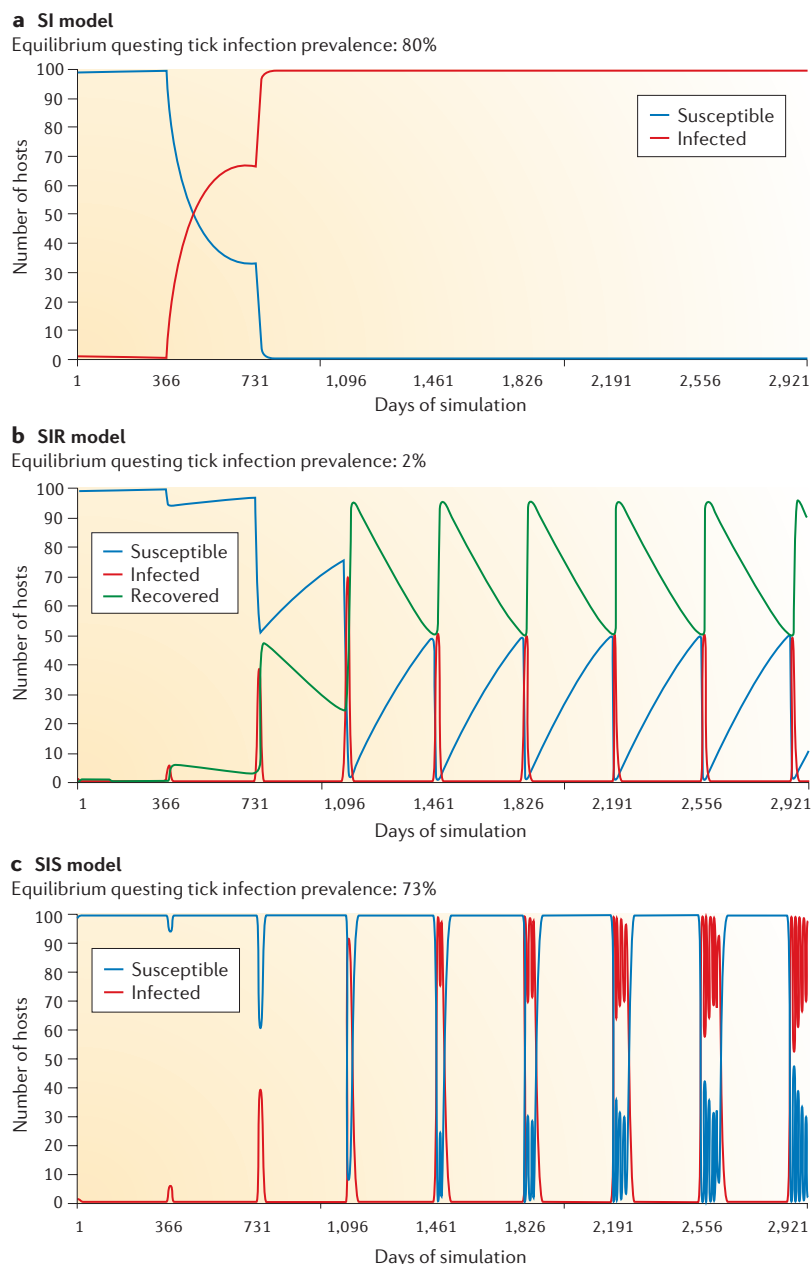 a SI model
Equilibrium questing tick infection prevalence: 80%
100
90
80
70
60
50
40
30
20
10
0
Number of hosts
Susceptible
Infected
1 366 731 1,096 1,461 1,826 2,191 2,556 2,921
Days of simulation
b SIR model
Equilibrium questing tick infection prevalence: 2%
100
90
80
70
60
50
40
30
20
10
0
Number of hosts
Susceptible
Infected
Recovered
1 366 731 1,096 1,461 1,826 2,191 2,556 2,921
Days of simulation
c SIS model
Equilibrium questing tick infection prevalence: 73%
100
90
80
70
60
50
40
30
20
10
0
Number of hosts
Susceptible
Infected
1 366 731 1,096 1,461 1,826 2,191 2,556 2,921
Days of simulation